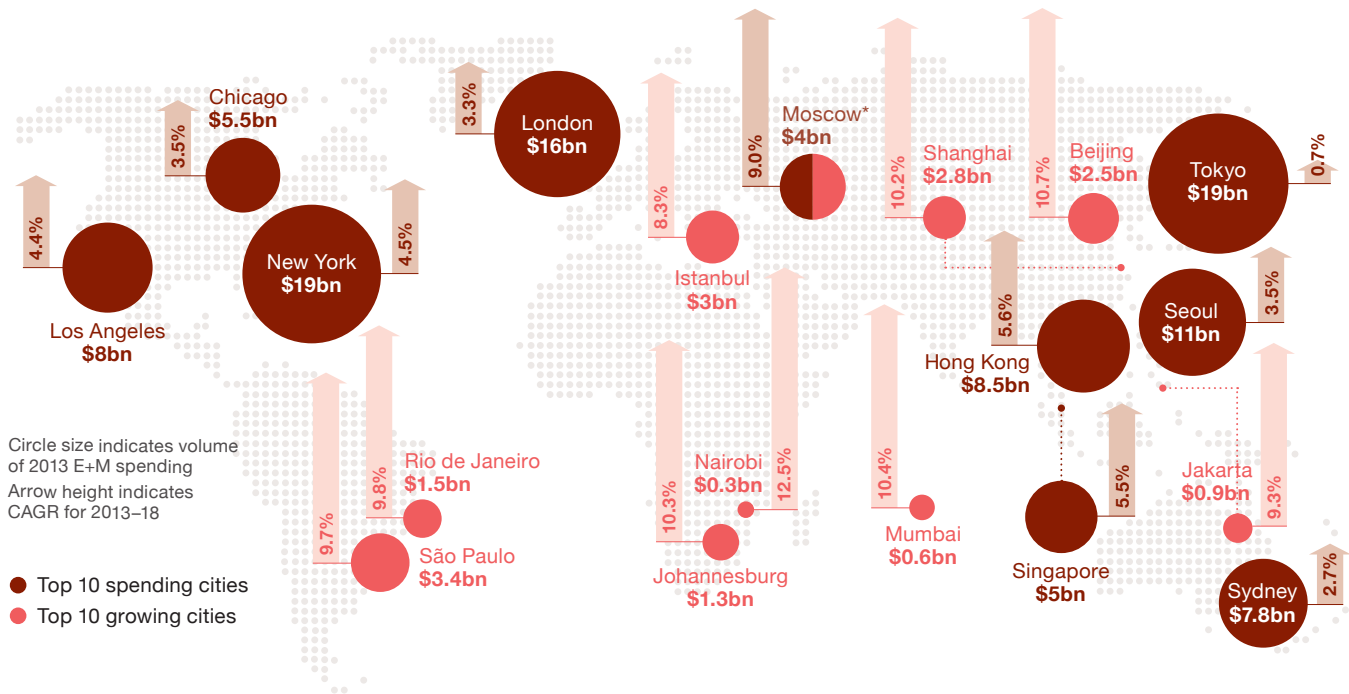 Chicago
$5.5bn
3.5%
3.3%
London
$16bn
9.0%
Moscow*
$4bn
8.3%
Istanbul
$3bn
10.2%
Shanghai
$2.8bn
10.7%
Beijing
$2.5bn
Tokyo
$19bn
0.7%
4.4%
Los Angeles
$8bn
New York
$19bn
4.5%
5.6%
Hong Kong
$8.5bn
Seoul
$11bn
3.5%
9.7%
São Paulo
$3.4bn
9.8%
Rio de Janeiro
$1.5bn
10.3%
Johannesburg
$1.3bn
Nairobi
$0.3bn
12.5%
10.4%
Mumbai
$0.6bn
Singapore
$5bn
5.5%
Jakarta
$0.9bn
9.3%
Sydney
$7.8bn
2.7%
Circle size indicates volume
of 2013 E+M spending
Arrow height indicates
CAGR for 2013–18
Top 10 spending cities
Top 10 growing cities